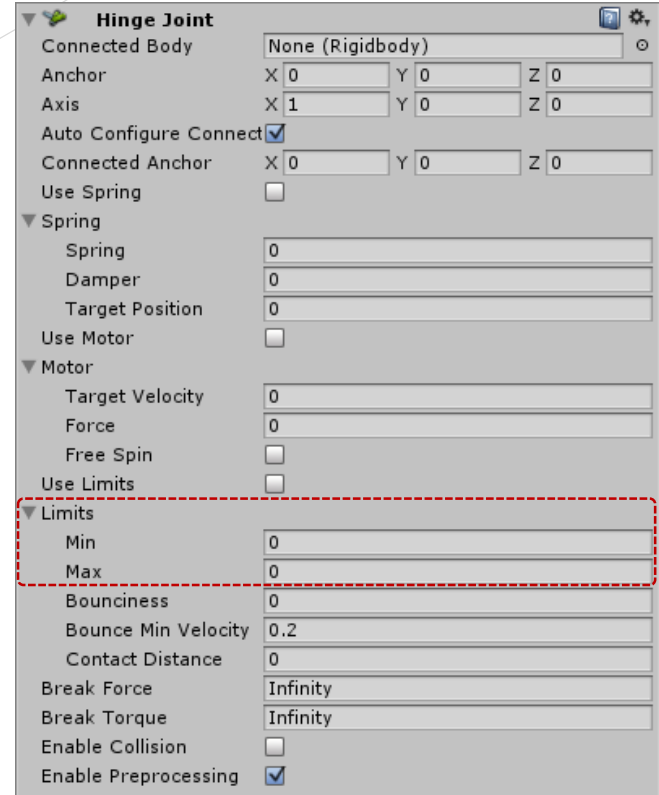 Hinge Joint
Connected Body None (Rigidbody)
Anchor X 0 Y 0 Z 0
Axis X 1 Y 0 Z 0
Auto Configure Connect
Connected Anchor X 0 Y 0 Z 0
Use Spring
Spring
Spring 0
Damper 0
Target Position 0
Use Motor
Motor
Target Velocity 0
Force 0
Free Spin
Use Limits
Limits
Min 0
Max 0
Bounciness 0
Bounce Min Velocity 0.2
Contact Distance 0
Break Force Infinity
Break Torque Infinity
Enable Collision
Enable Preprocessing